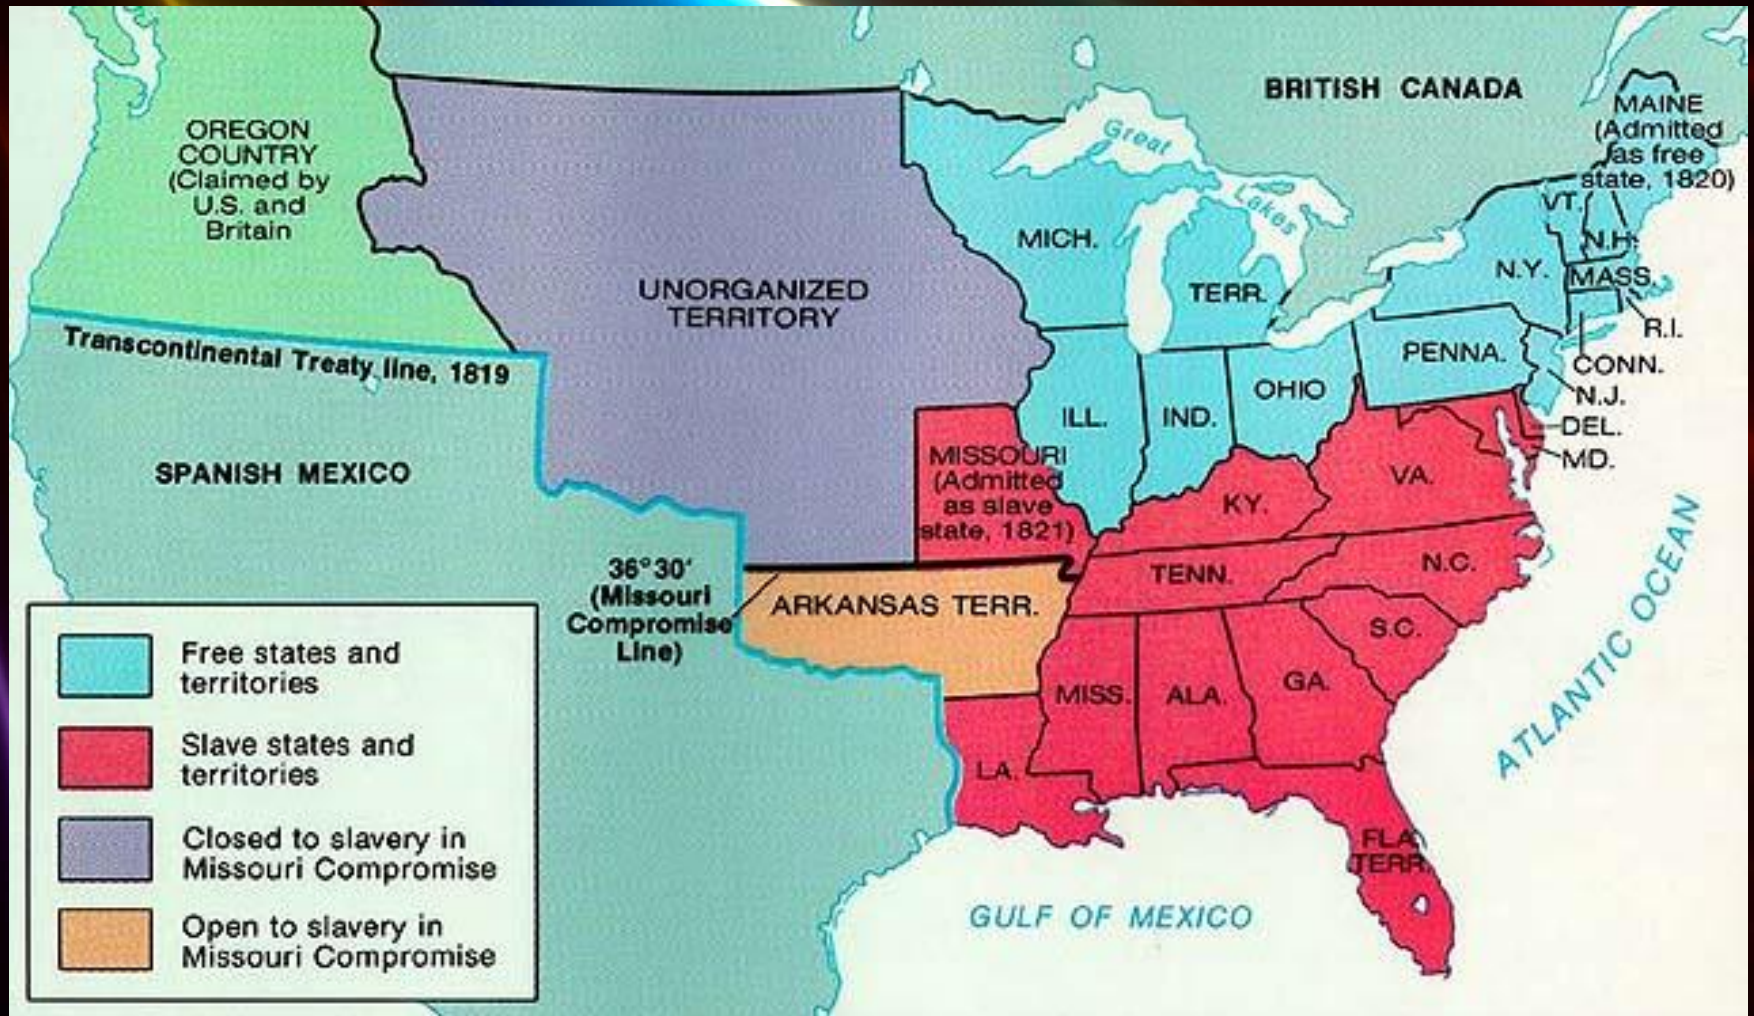 BRITISH CANADA
MAINE
(Admitted
as free
state, 1820)
OREGON
COUNTRY
(Claimed by
U.S. and
Britain
Great
Lakes
VT.
N.H.
MICH.
TERR.
N.Y.
MASS.
R.I.
CONN.
N.J.
DEL.
MD.
UNORGANIZED
TERRITORY
Transcontinental Treaty line, 1819
PENNA.
OHIO
ILL.
IND.
SPANISH MEXICO
MISSOURI
(Admitted
as slave
state, 1821)
VA.
KY.
ATLANTIC OCEAN
36°30′
(Missouri
Compromise
Line)
ARKANSAS TERR.
TENN.
N.C.
S.C.
MISS.
ALA.
GA.
LA.
FLA.
TERR.
GULF OF MEXICO
Free states and
territories
Slave states and
territories
Closed to slavery in
Missouri Compromise
Open to slavery in
Missouri Compromise